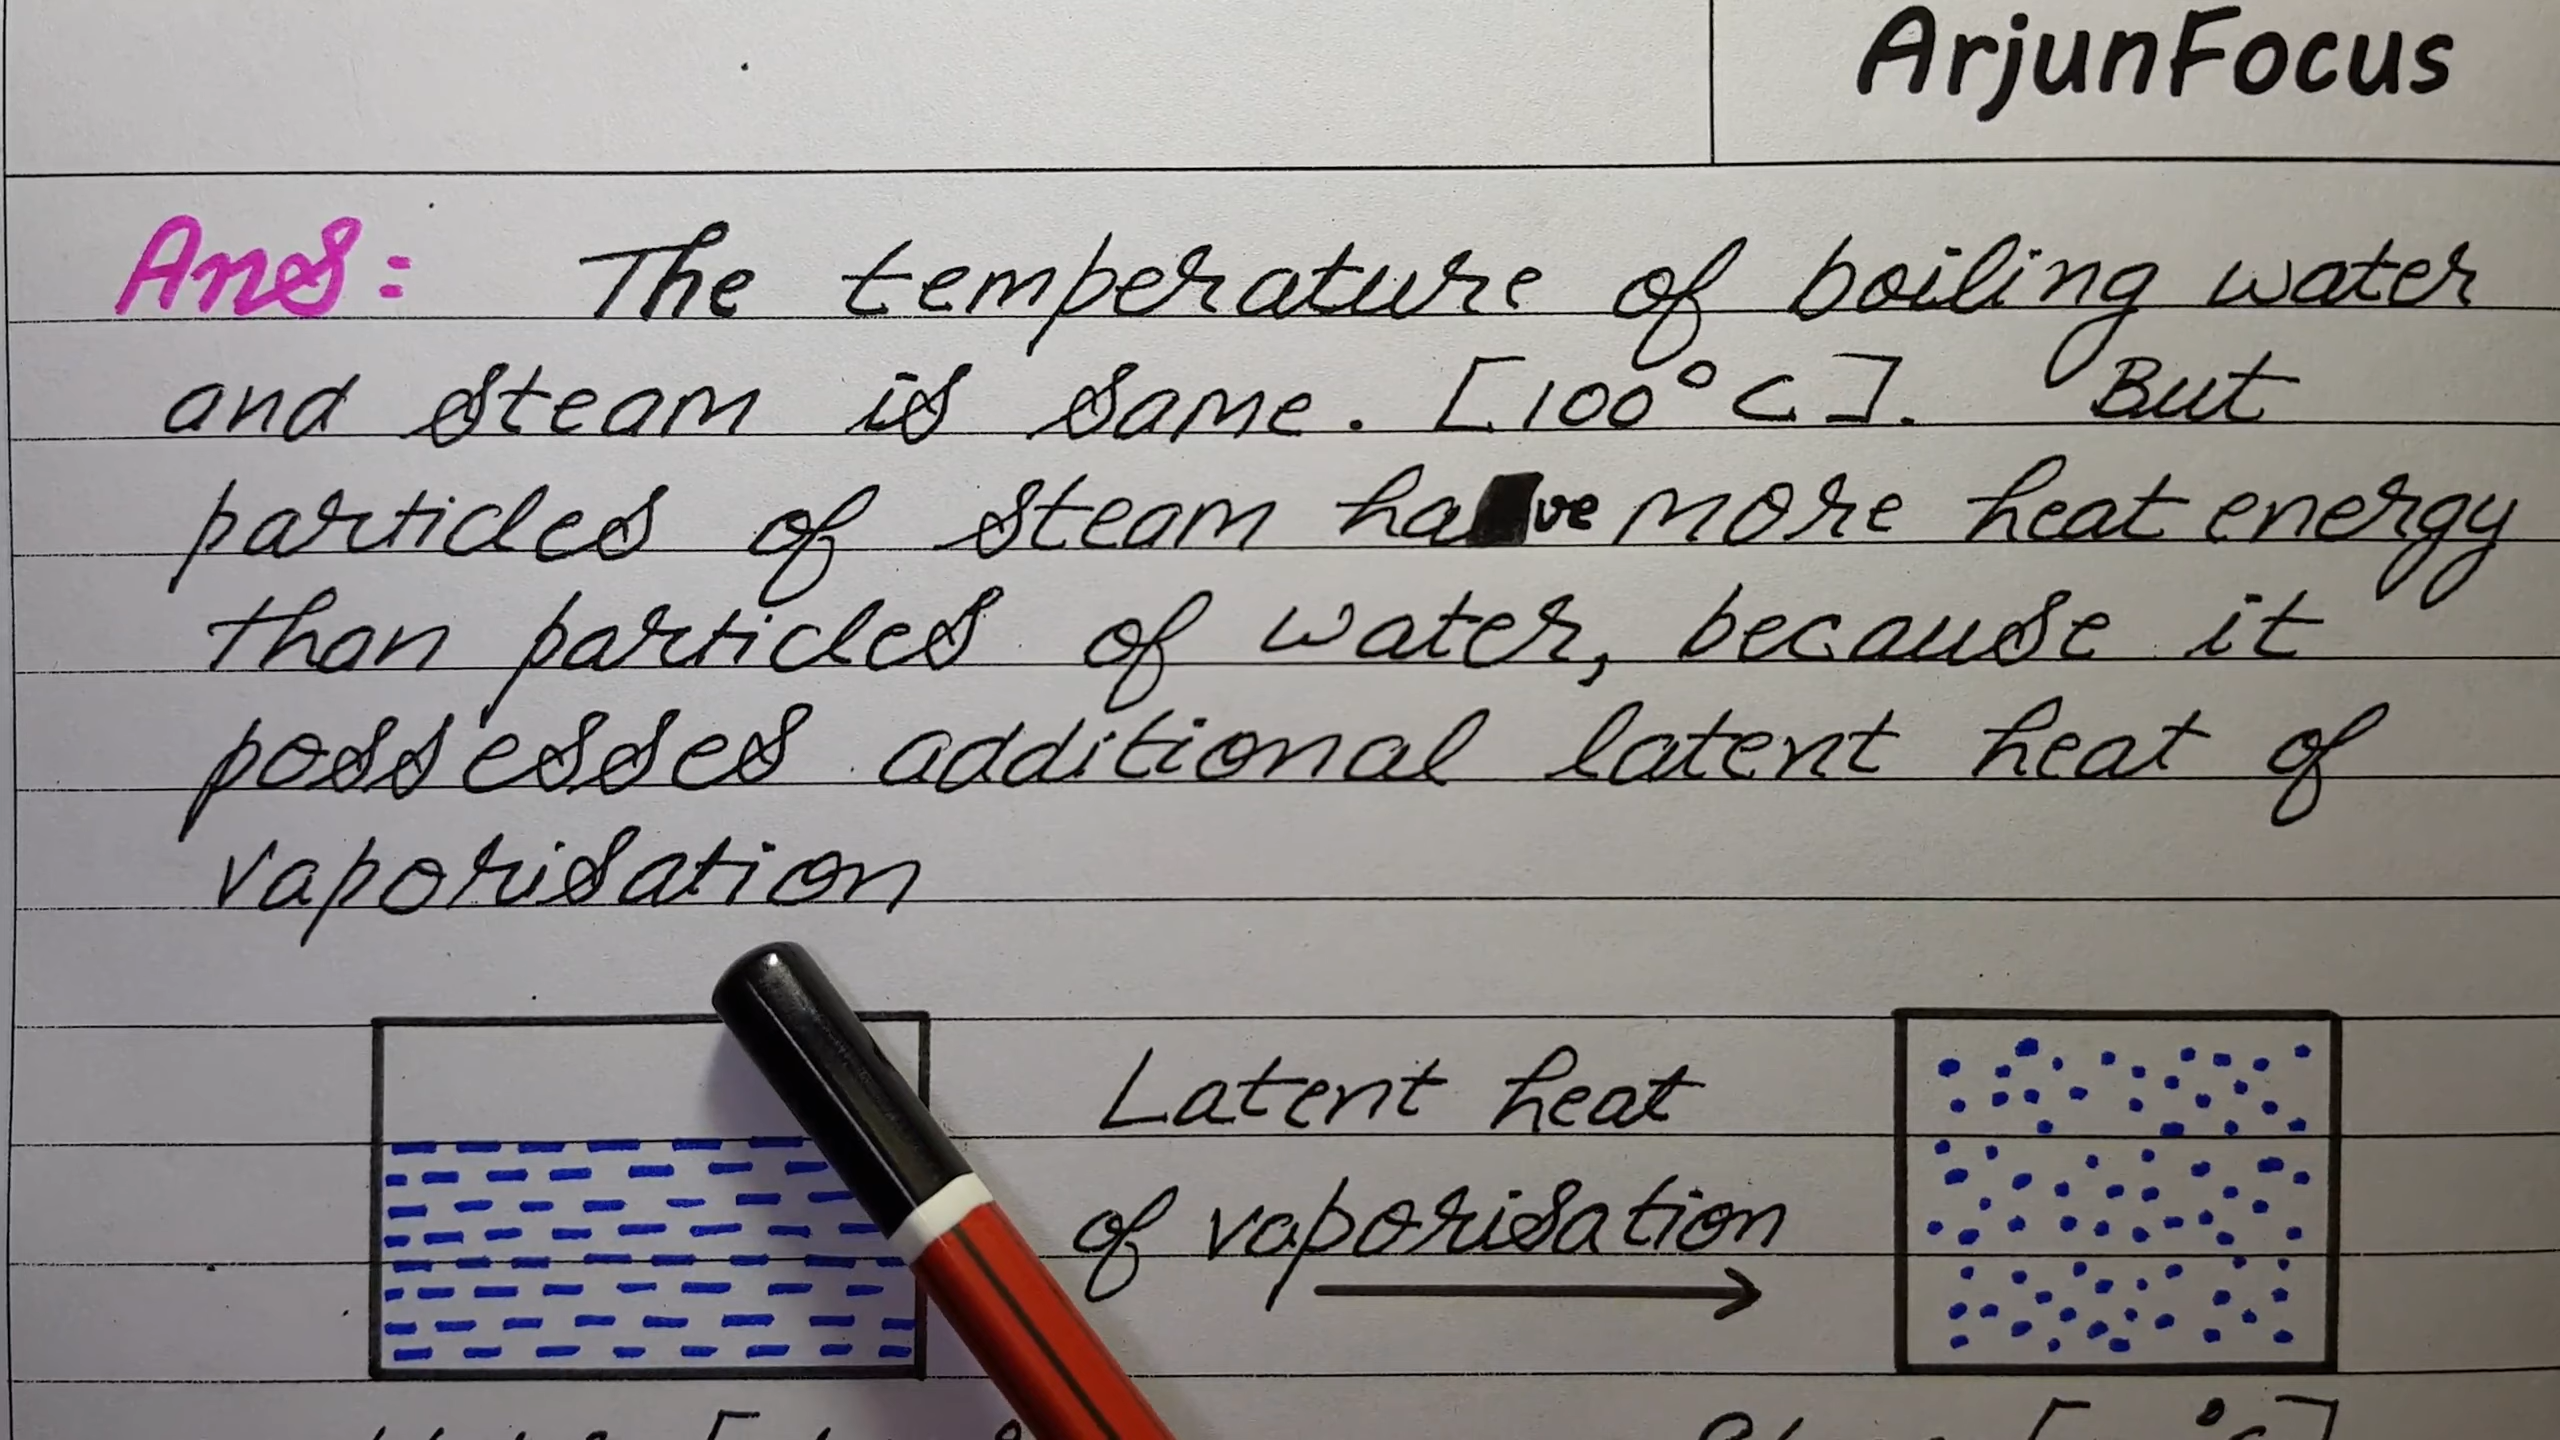 ArjunFocus
Ans: The temperature of boiling water
and steam is same. [100°C]. But
particles of steam have more heat energy
than particles of water, because it
possesses additional latent heat of
vaporisation
Latent heat
of vaporisation